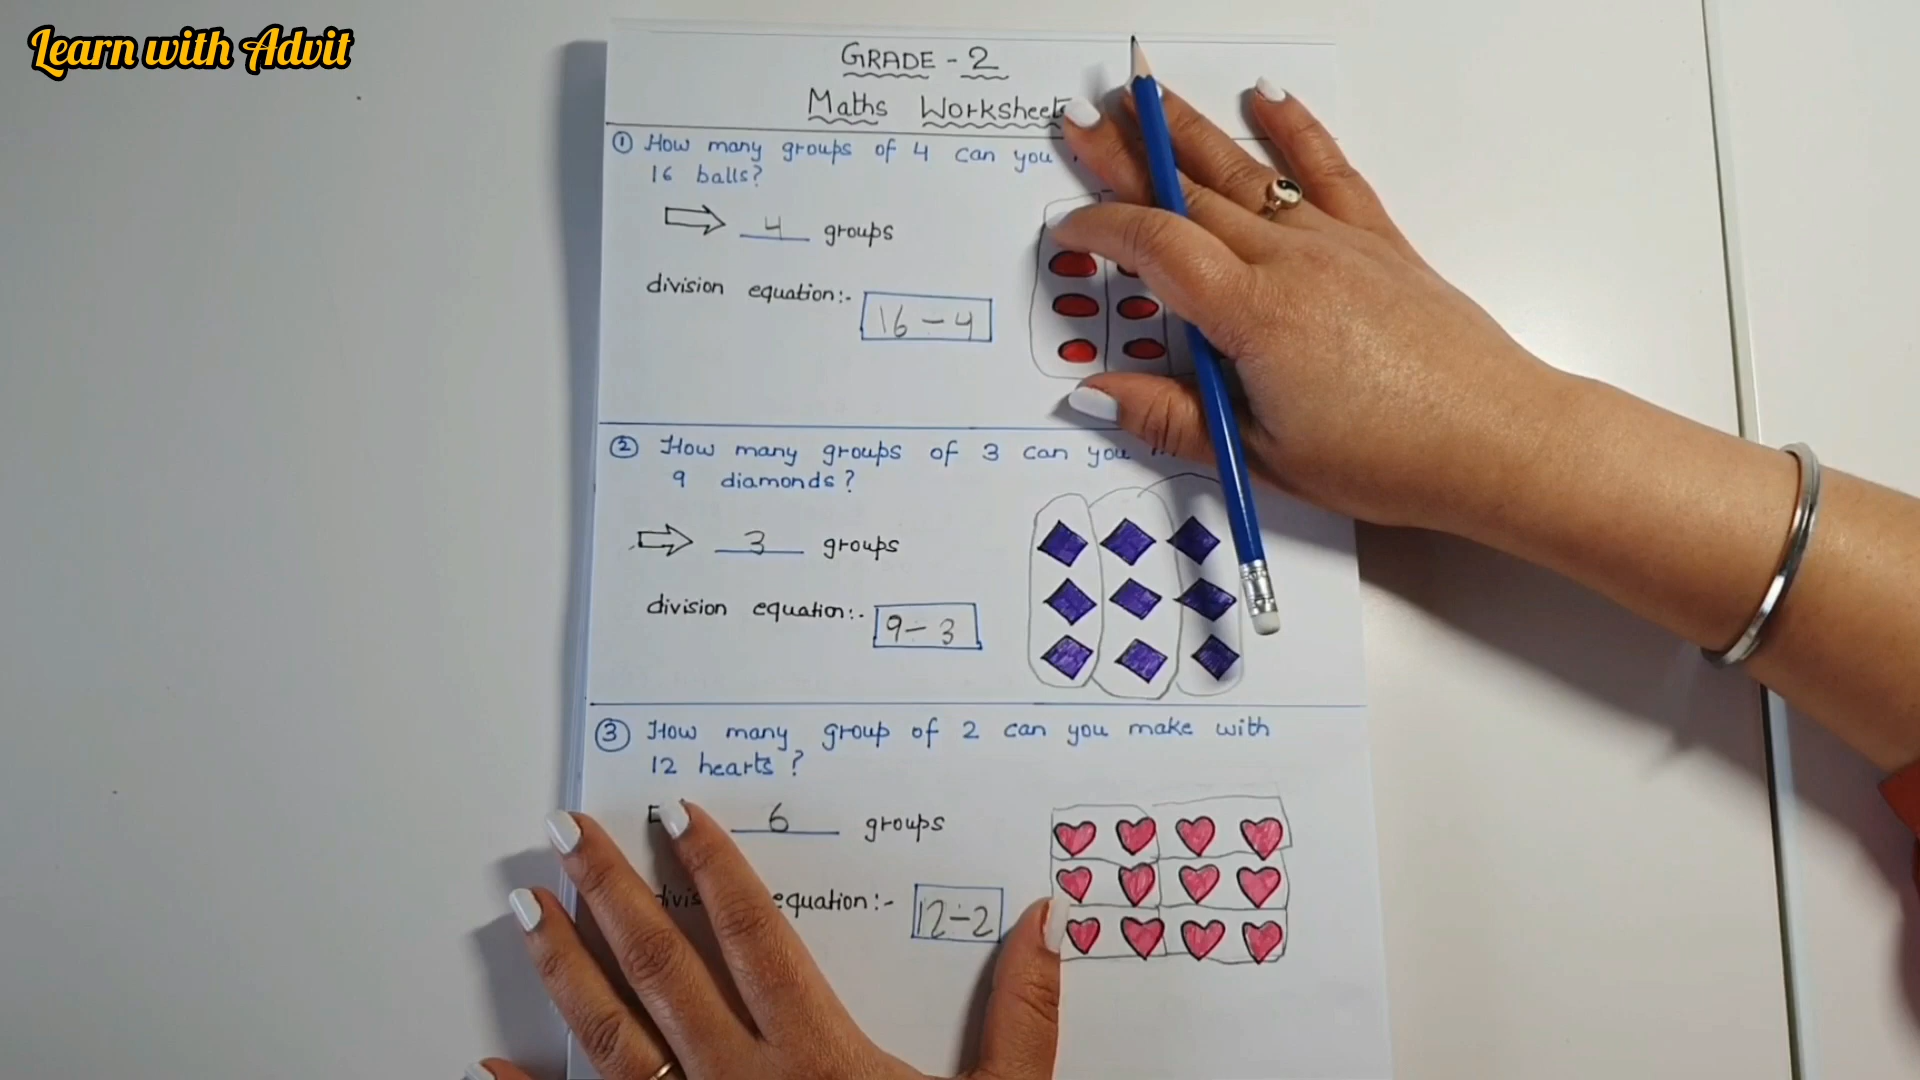 Learn with Advit
GRADE - 2
Maths Worksheet
① How many groups of 4 can you
16 balls?
4 groups
division equation:-
16 ÷ 4
② How many groups of 3 can you
9 diamonds?
3 groups
division equation:-
9 ÷ 3
③ How many group of 2 can you make with
12 hearts?
6 groups
equation:-
12÷2